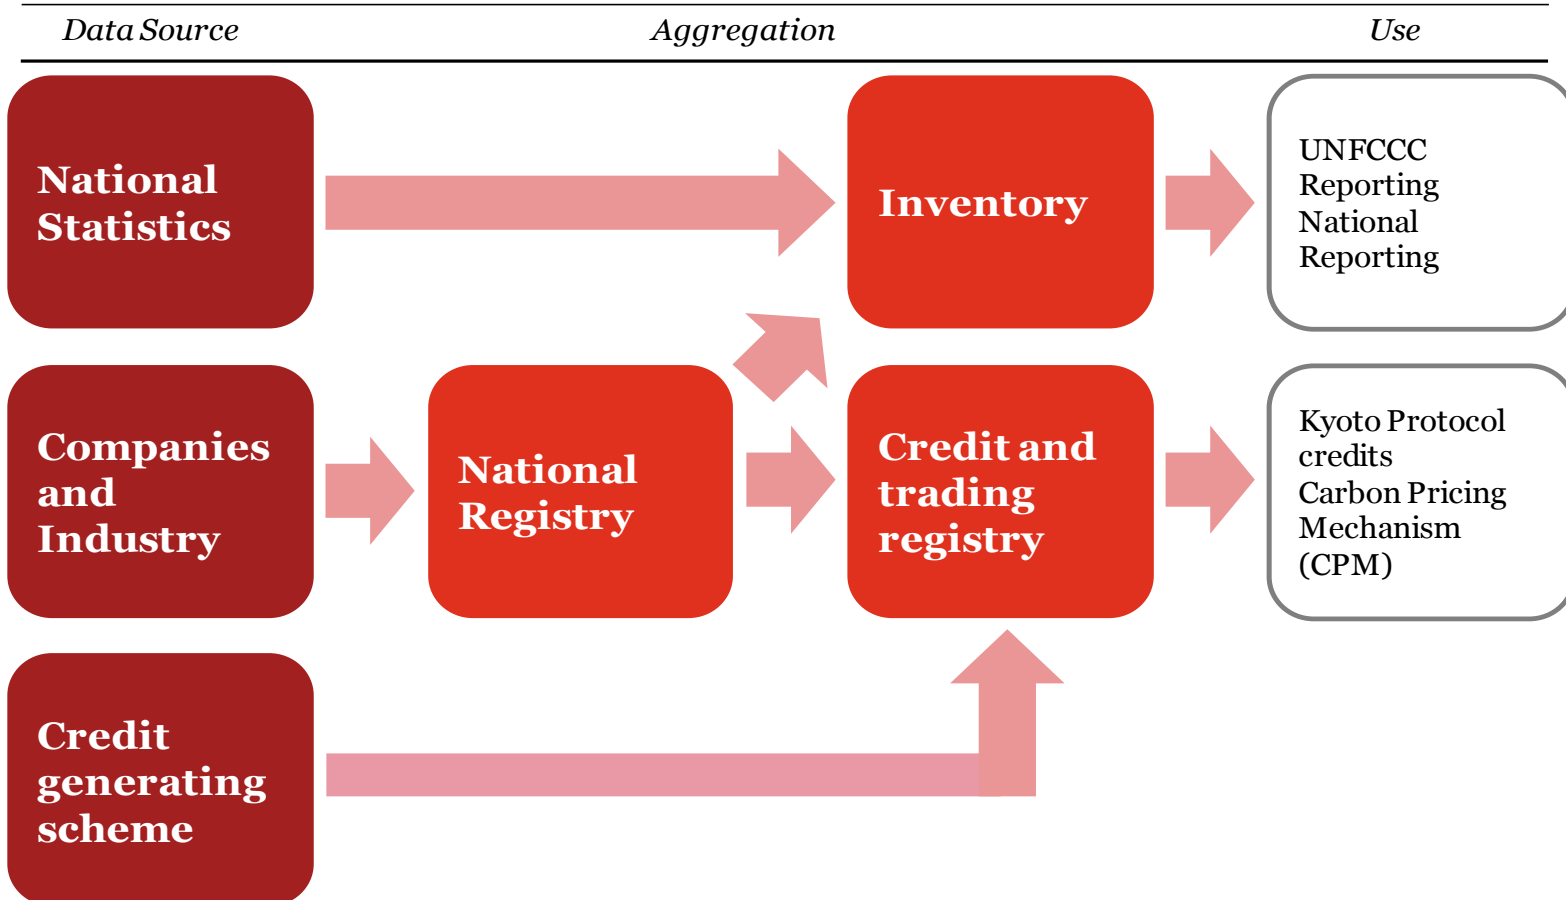 Data Source
Aggregation
Use
National
Statistics
Inventory
UNFCCC
Reporting
National
Reporting
Companies
and
Industry
National
Registry
Credit and
trading
registry
Kyoto Protocol
credits
Carbon Pricing
Mechanism
(CPM)
Credit
generating
scheme